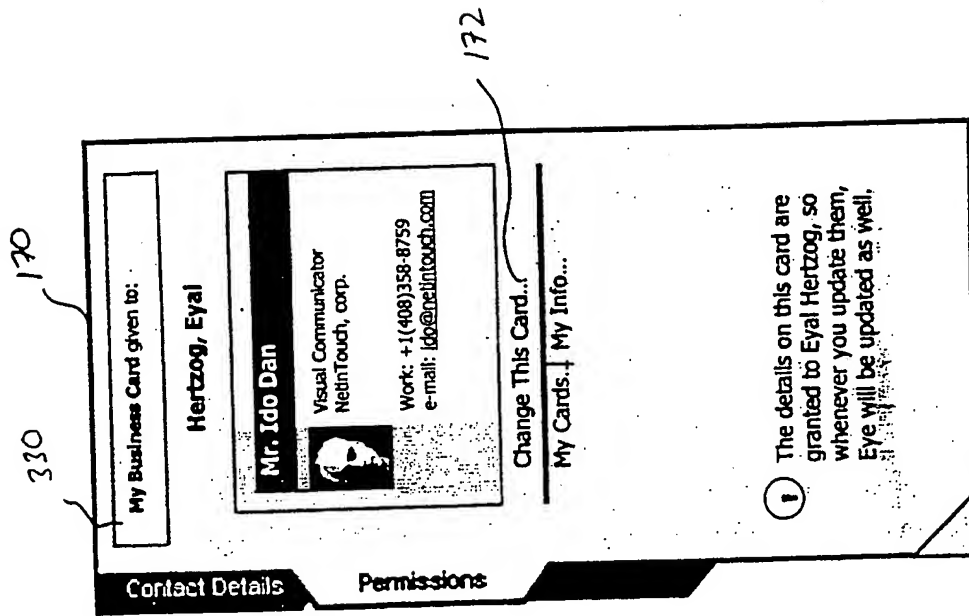 330
170
My Business Card given to:
Hertzog, Eyal
Mr. Ido Dan
Visual Communicator
NetInTouch, corp.
Work: +1(408)358-8759
e-mail: ido@netintouch.com
Change This Card...
172
My Cards... | My Info...
The details on this card are
granted to Eyal Hertzog, so
whenever you update them,
Eye will be updated as well.
Contact Details
Permissions